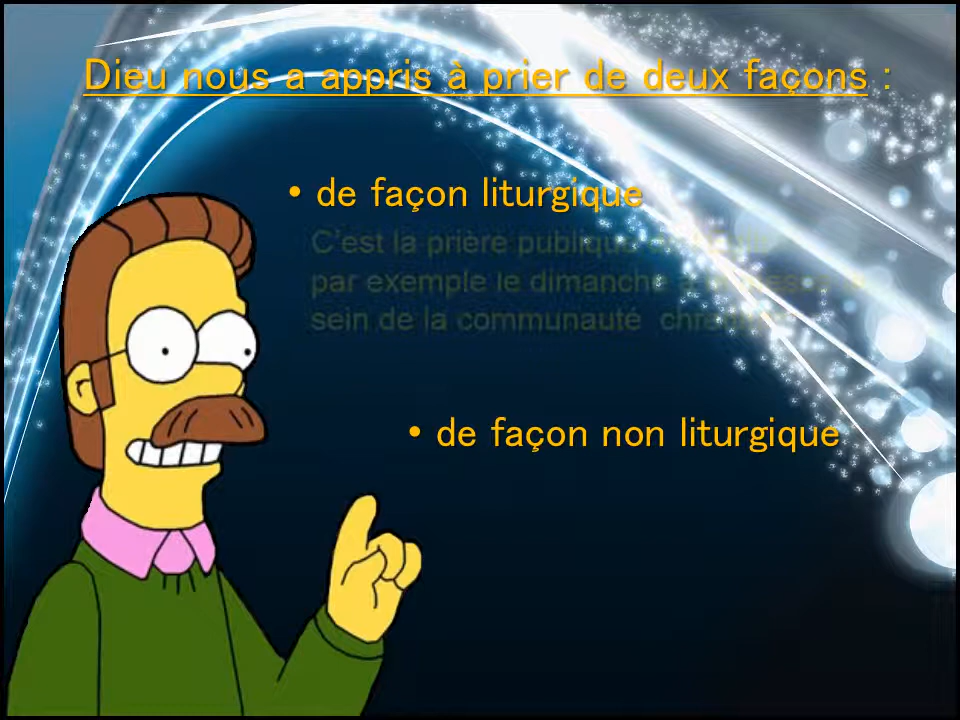 Dieu nous a appris à prier de deux façons :
• de façon liturgique
C'est la prière publique
par exemple le dimanche à
sein de la communauté
• de façon non liturgique